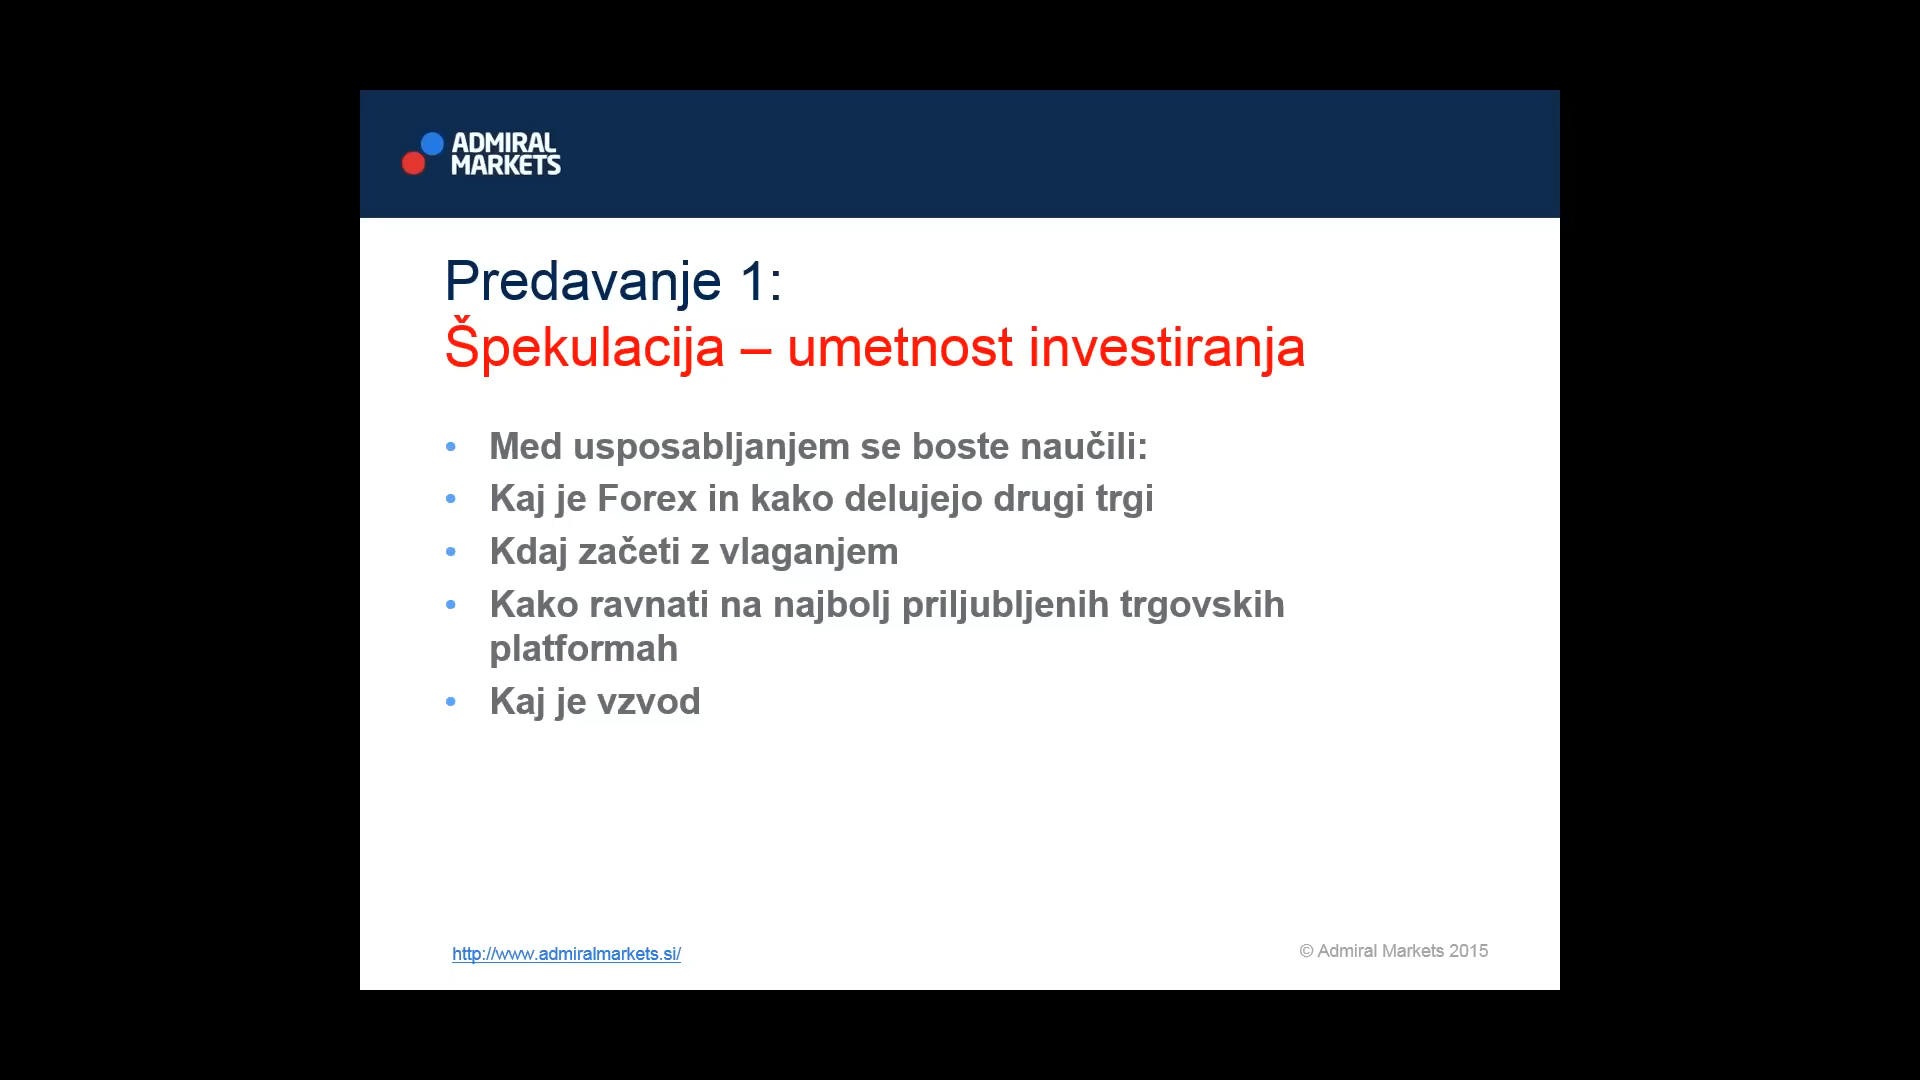 ADMIRAL
MARKETS
Predavanje 1:
Špekulacija – umetnost investiranja
• Med usposabljanjem se boste naučili:
• Kaj je Forex in kako delujejo drugi trgi
• Kdaj začeti z vlaganjem
• Kako ravnati na najbolj priljubljenih trgovskih
platformah
• Kaj je vzvod
http://www.admiralmarkets.si/
© Admiral Markets 2015